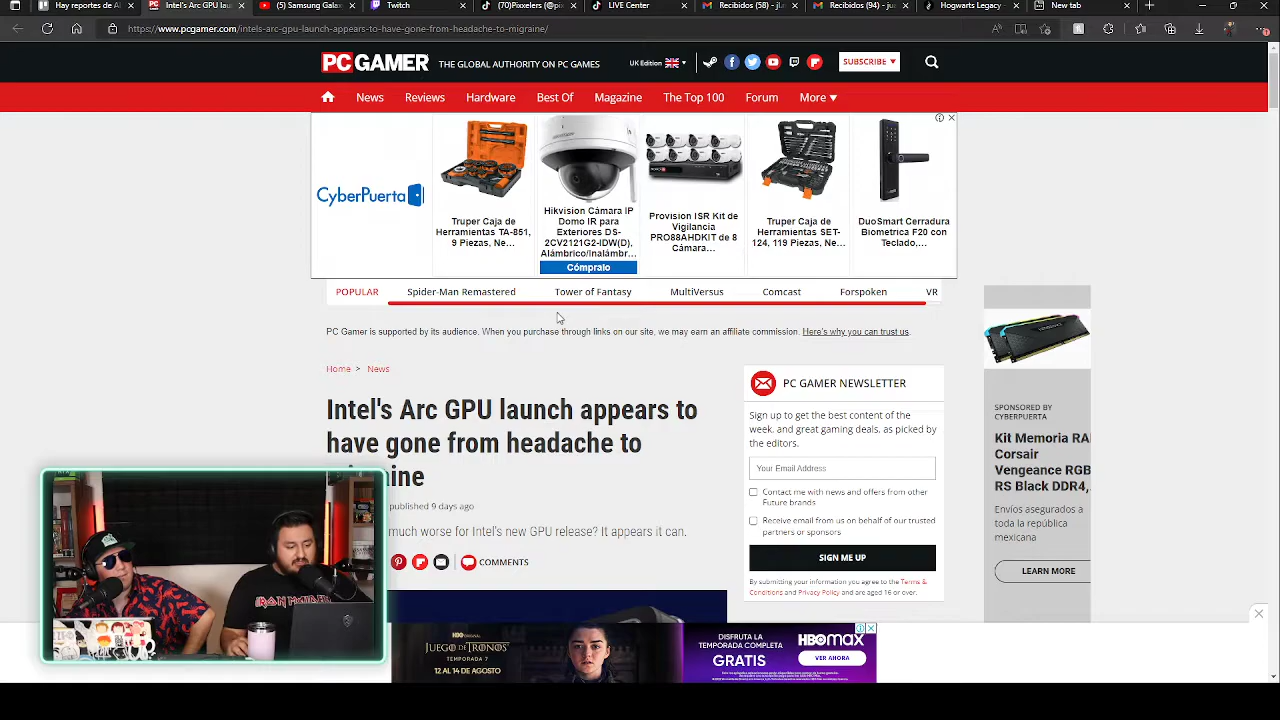 Hay reportes de Al
Intel's Arc GPU lau
(5) Samsung Galax
Twitch
(70)Pixxelers (@pix
LIVE Center
Recibidos (58) - jl.r
Recibidos (94) - ju
Hogwarts Legacy
New tab
https://www.pcgamer.com/intels-arc-gpu-launch-appears-to-have-gone-from-headache-to-migraine/
PC GAMER
THE GLOBAL AUTHORITY ON PC GAMES
UK Edition
SUBSCRIBE
News
Reviews
Hardware
Best Of
Magazine
The Top 100
Forum
More
CyberPuerta
Truper Caja de
Herramientas TA-851,
9 Piezas, Ne...
Hikvision Cámara IP
Domo IR para
Exteriores DS-
2CV2121G2-IDW(D),
Alámbrico/Inalámbr...
Cómpralo
Provision ISR Kit de
Vigilancia
PRO88AHDKIT de 8
Cámara...
Truper Caja de
Herramientas SET-
124, 119 Piezas, Ne...
DuoSmart Cerradura
Biometrica F20 con
Teclado,...
POPULAR
Spider-Man Remastered
Tower of Fantasy
MultiVersus
Comcast
Forspoken
VR
PC Gamer is supported by its audience. When you purchase through links on our site, we may earn an affiliate commission. Here's why you can trust us.
Home > News
Intel's Arc GPU launch appears to
have gone from headache to
ine
published 9 days ago
much worse for Intel's new GPU release? It appears it can.
COMMENTS
PC GAMER NEWSLETTER
Sign up to get the best content of the
week, and great gaming deals, as picked by
the editors.
Your Email Address
Contact me with news and offers from other
Future brands
Receive email from us on behalf of our trusted
partners or sponsors
SIGN ME UP
By submitting your information you agree to the Terms &
Conditions and Privacy Policy and are aged 16 or over.
SPONSORED BY
CYBERPUERTA
Kit Memoria RA
Corsair
Vengeance RGB
RS Black DDR4,
Envíos asegurados a
toda la república
mexicana
LEARN MORE
IRON MAIDEN
HBO ORIGINAL
JUEGO DE TRONOS
TEMPORADA 7
12 AL 14 DE AGOSTO
DISFRUTA LA
TEMPORADA COMPLETA
GRATIS
HBOMAX
VER AHORA